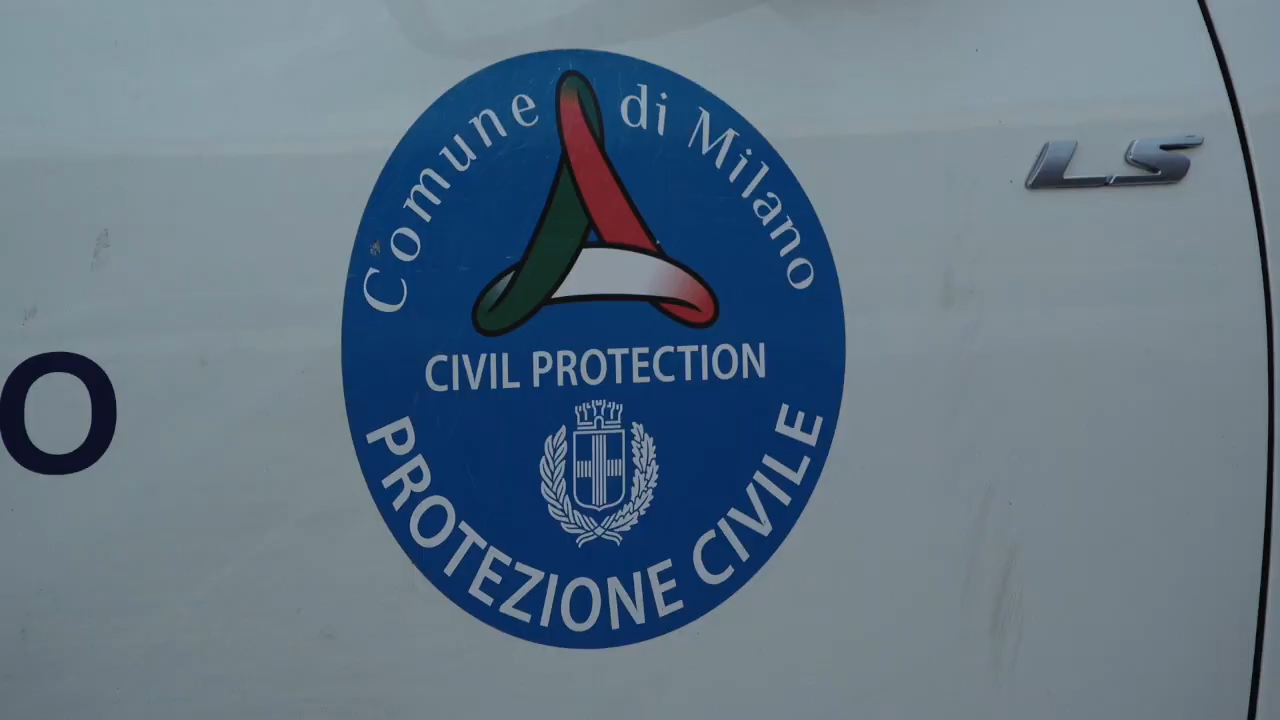 Comune di Milano
LS
CIVIL PROTECTION
O
PROTEZIONE CIVILE